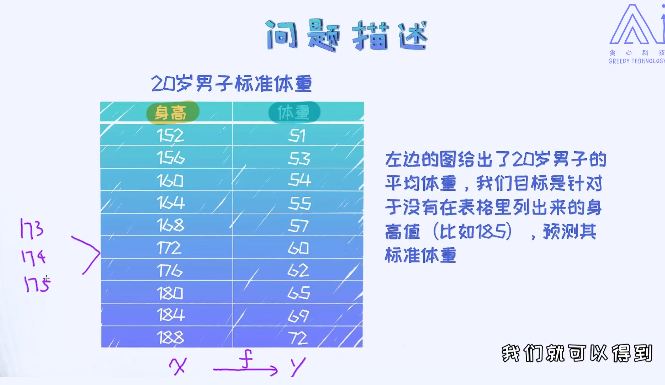 问题描述
贪心科技
GREEDY TECHNOLOGY
20岁男子标准体重
身高 体重
152 51
156 53
160 54
164 55
168 57
172 60
176 62
180 65
184 69
188 72
173
174
175
X f Y
左边的图给出了20岁男子的
平均体重，我们目标是针对
于没有在表格里列出来的身
高值（比如185），预测其
标准体重
我们就可以得到